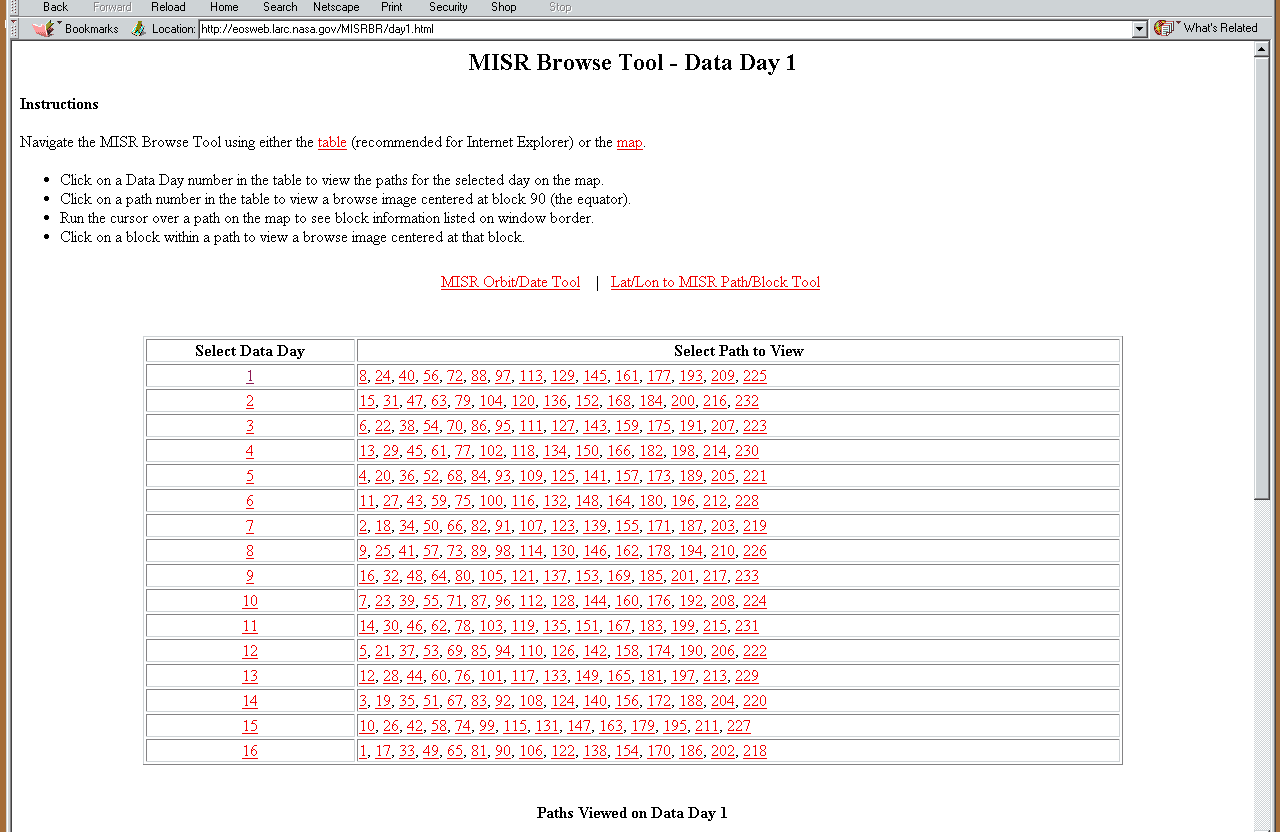 Back Forward Reload Home Search Netscape Print Security Shop Stop
Bookmarks Location: http://eosweb.larc.nasa.gov/MISRBR/day1.html What's Related
MISR Browse Tool - Data Day 1
Instructions
Navigate the MISR Browse Tool using either the table (recommended for Internet Explorer) or the map.
• Click on a Data Day number in the table to view the paths for the selected day on the map.
• Click on a path number in the table to view a browse image centered at block 90 (the equator).
• Run the cursor over a path on the map to see block information listed on window border.
• Click on a block within a path to view a browse image centered at that block.
MISR Orbit/Date Tool | Lat/Lon to MISR Path/Block Tool
Select Data Day Select Path to View
1 8, 24, 40, 56, 72, 88, 97, 113, 129, 145, 161, 177, 193, 209, 225
2 15, 31, 47, 63, 79, 104, 120, 136, 152, 168, 184, 200, 216, 232
3 6, 22, 38, 54, 70, 86, 95, 111, 127, 143, 159, 175, 191, 207, 223
4 13, 29, 45, 61, 77, 102, 118, 134, 150, 166, 182, 198, 214, 230
5 4, 20, 36, 52, 68, 84, 93, 109, 125, 141, 157, 173, 189, 205, 221
6 11, 27, 43, 59, 75, 100, 116, 132, 148, 164, 180, 196, 212, 228
7 2, 18, 34, 50, 66, 82, 91, 107, 123, 139, 155, 171, 187, 203, 219
8 9, 25, 41, 57, 73, 89, 98, 114, 130, 146, 162, 178, 194, 210, 226
9 16, 32, 48, 64, 80, 105, 121, 137, 153, 169, 185, 201, 217, 233
10 7, 23, 39, 55, 71, 87, 96, 112, 128, 144, 160, 176, 192, 208, 224
11 14, 30, 46, 62, 78, 103, 119, 135, 151, 167, 183, 199, 215, 231
12 5, 21, 37, 53, 69, 85, 94, 110, 126, 142, 158, 174, 190, 206, 222
13 12, 28, 44, 60, 76, 101, 117, 133, 149, 165, 181, 197, 213, 229
14 3, 19, 35, 51, 67, 83, 92, 108, 124, 140, 156, 172, 188, 204, 220
15 10, 26, 42, 58, 74, 99, 115, 131, 147, 163, 179, 195, 211, 227
16 1, 17, 33, 49, 65, 81, 90, 106, 122, 138, 154, 170, 186, 202, 218
Paths Viewed on Data Day 1